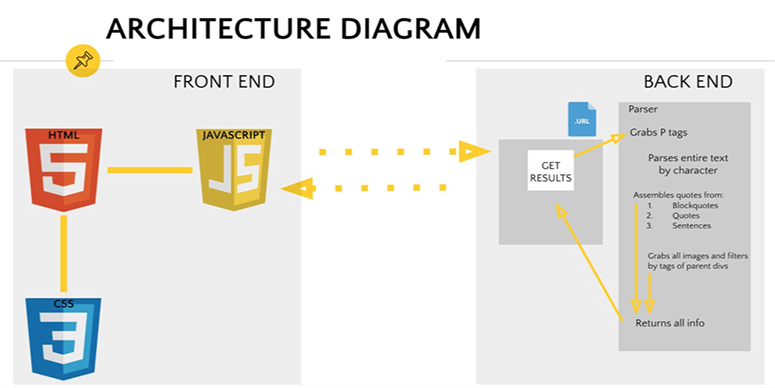 ARCHITECTURE DIAGRAM
FRONT END
HTML
JAVASCRIPT
JS
CSS
BACK END
.URL
GET
RESULTS
Parser
Grabs P tags
Parses entire text
by character
Assembles quotes from:
1. Blockquotes
2. Quotes
3. Sentences
Grabs all images and filters
by tags of parent divs
Returns all info